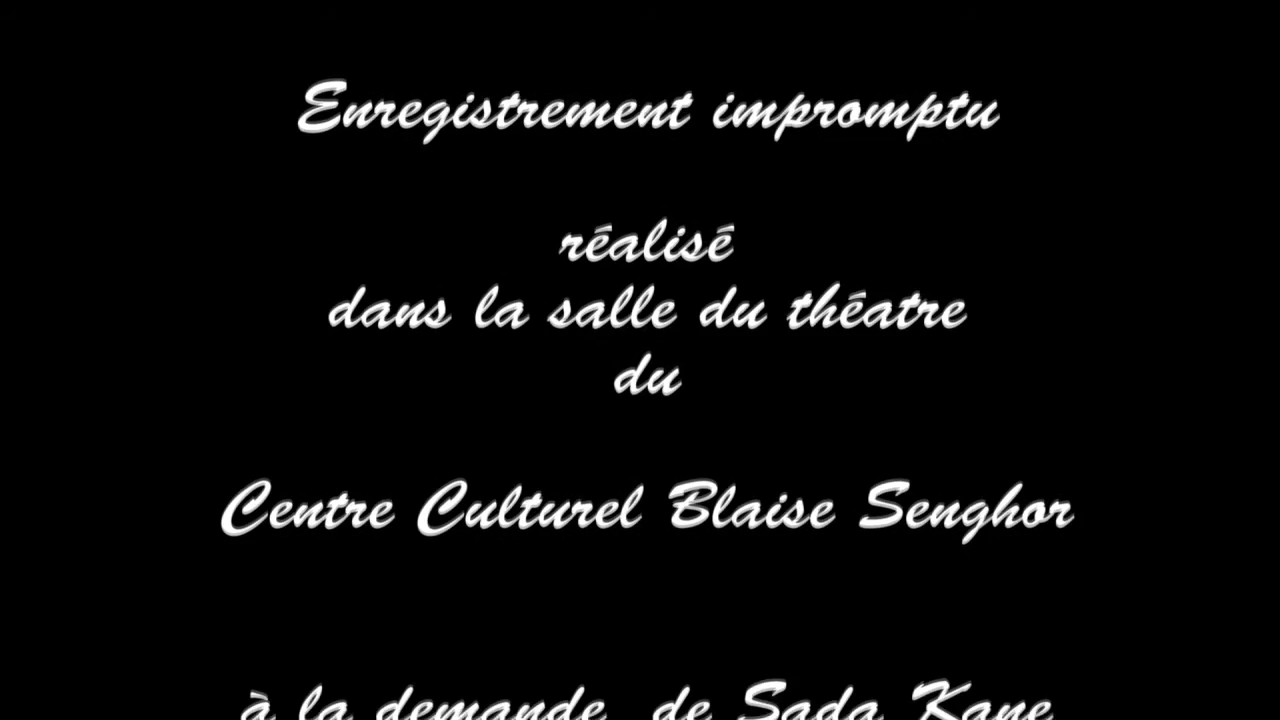 Enregistrement impromptu
réalisé
dans la salle du théatre
du
Centre Culturel Blaise Senghor
à la demande de Sada Kane